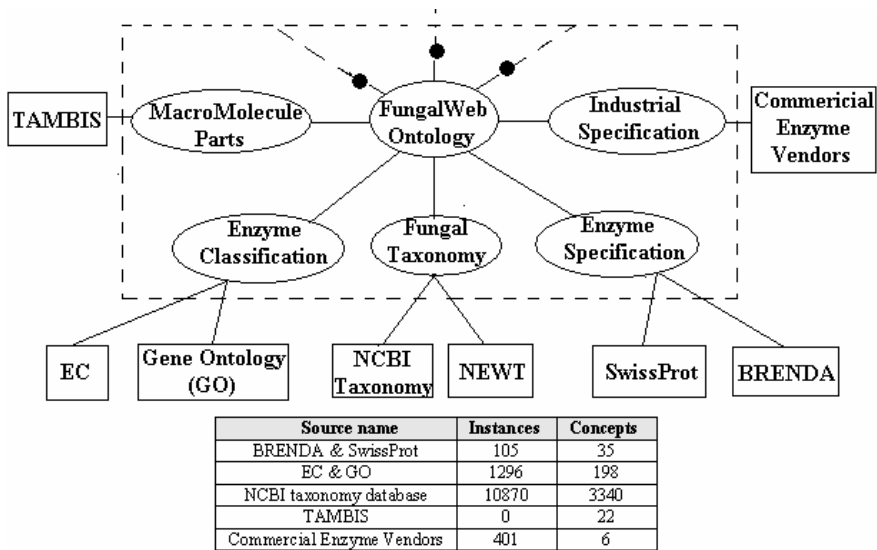 TAMBIS
MacroMolecule
Parts
FungalWeb
Ontology
Industrial
Specification
Commericial
Enzyme
Vendors
Enzyme
Classification
Fungal
Taxonomy
Enzyme
Specification
EC
Gene Ontology
(GO)
NCBI
Taxonomy
NEWT
SwissProt
BRENDA
Source name Instances Concepts
BRENDA & SwissProt 105 35
EC & GO 1296 198
NCBI taxonomy database 10870 3340
TAMBIS 0 22
Commercial Enzyme Vendors 401 6